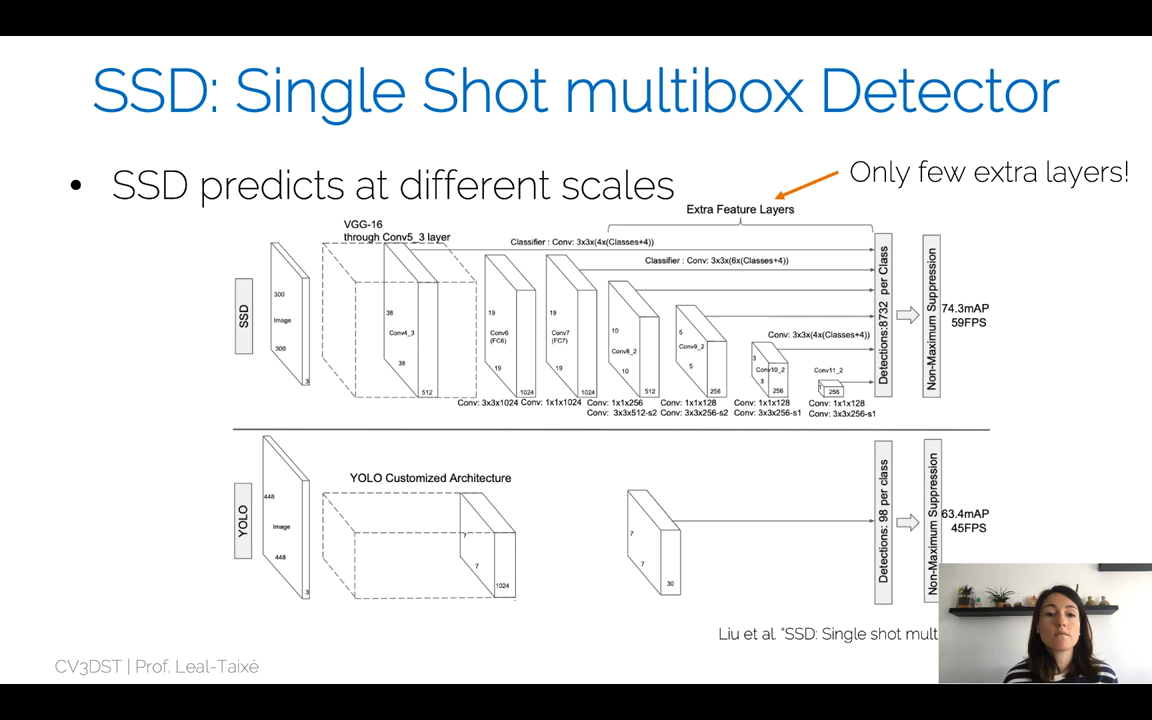 SSD: Single Shot multibox Detector
• SSD predicts at different scales
Only few extra layers!
Extra Feature Layers
VGG-16
through Conv5_3 layer
Classifier : Conv: 3x3x(4x(Classes+4))
Classifier : Conv: 3x3x(6x(Classes+4))
Conv: 3x3x(4x(Classes+4))
SSD
300
Image
300
3
38
Conv4_3
38
512
19
Conv6
(FC6)
19
1024
19
Conv7
(FC7)
19
1024
10
Conv8_2
10
512
5
Conv9_2
5
256
3
Conv10_2
3
256
Conv11_2
1
256
Detections:8732 per Class
Non-Maximum Suppression
74.3mAP
59FPS
Conv: 3x3x1024
Conv: 1x1x1024
Conv: 1x1x256
Conv: 3x3x512-s2
Conv: 1x1x128
Conv: 3x3x256-s2
Conv: 1x1x128
Conv: 3x3x256-s1
Conv: 1x1x128
Conv: 3x3x256-s1
YOLO
448
Image
448
3
YOLO Customized Architecture
7
7
1024
7
7
30
Detections: 98 per class
Non-Maximum Suppression
63.4mAP
45FPS
Liu et al. "SSD: Single shot mult
CV3DST | Prof. Leal-Taixé